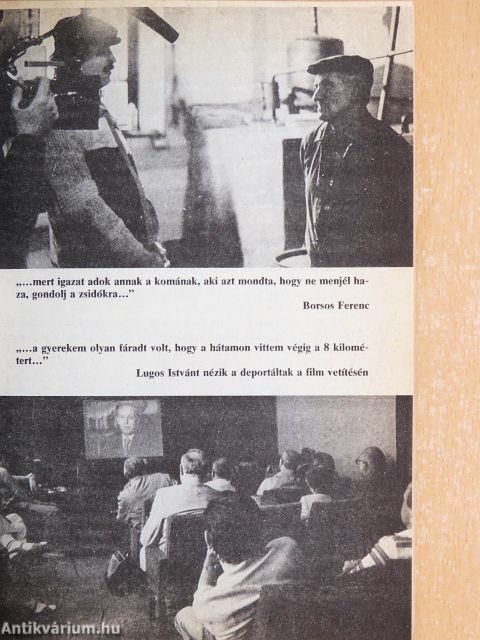 „...mert igazat adok annak a komának, aki azt mondta, hogy ne menjél ha-
za, gondolj a zsidókra...”
Borsos Ferenc
„...a gyerekem olyan fáradt volt, hogy a hátamon vittem végig a 8 kilomé-
tert...”
Lugos Istvánt nézik a deportáltak a film vetítésén
Antikvárium.hu